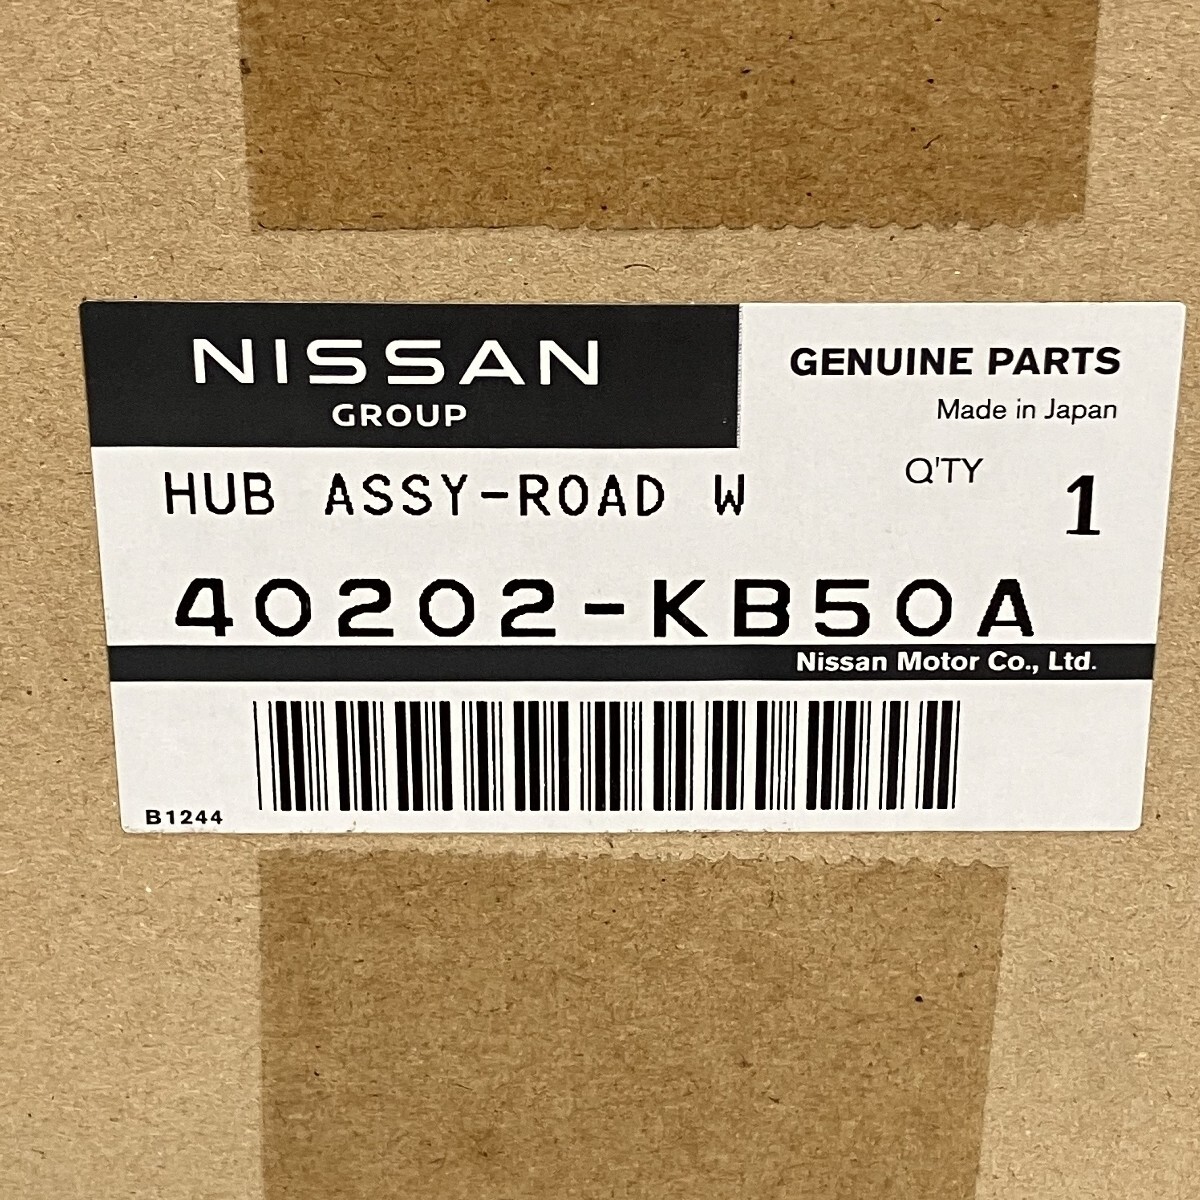 NISSAN
GROUP
GENUINE PARTS
Made in Japan
HUB ASSY-ROAD W
Q'TY 1
40202-KB50A
Nissan Motor Co., Ltd.
B1244